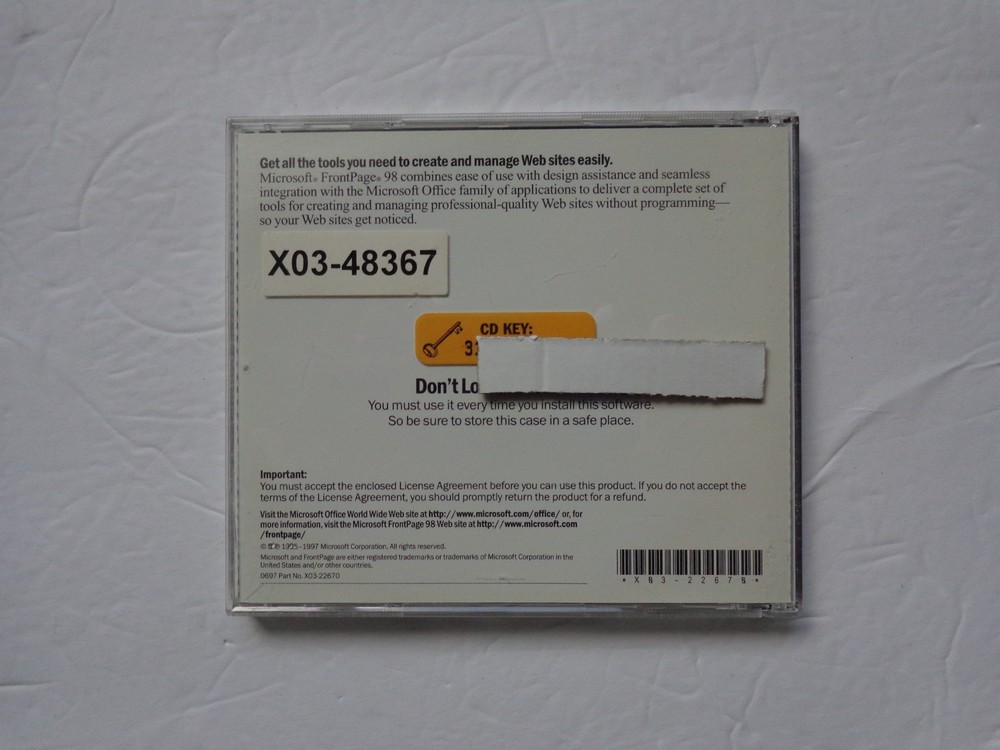 Get all the tools you need to create and manage Web sites easily.
Microsoft® FrontPage® 98 combines ease of use with design assistance and seamless
integration with the Microsoft Office family of applications to deliver a complete set of
tools for creating and managing professional-quality Web sites without programming—
so your Web sites get noticed.
X03-48367
CD KEY:
Don't
You must use it every time you install this software.
So be sure to store this case in a safe place.
Important:
You must accept the enclosed License Agreement before you can use this product. If you do not accept the
terms of the License Agreement, you should promptly return the product for a refund.
Visit the Microsoft Office World Wide Web site at http://www.microsoft.com/office/ or, for
more information, visit the Microsoft FrontPage 98 Web site at http://www.microsoft.com
/frontpage/
© 1995–1997 Microsoft Corporation. All rights reserved.
Microsoft and FrontPage are either registered trademarks or trademarks of Microsoft Corporation in the
United States and/or other countries.
0697 Part No. X03-22670
*X03-22670*